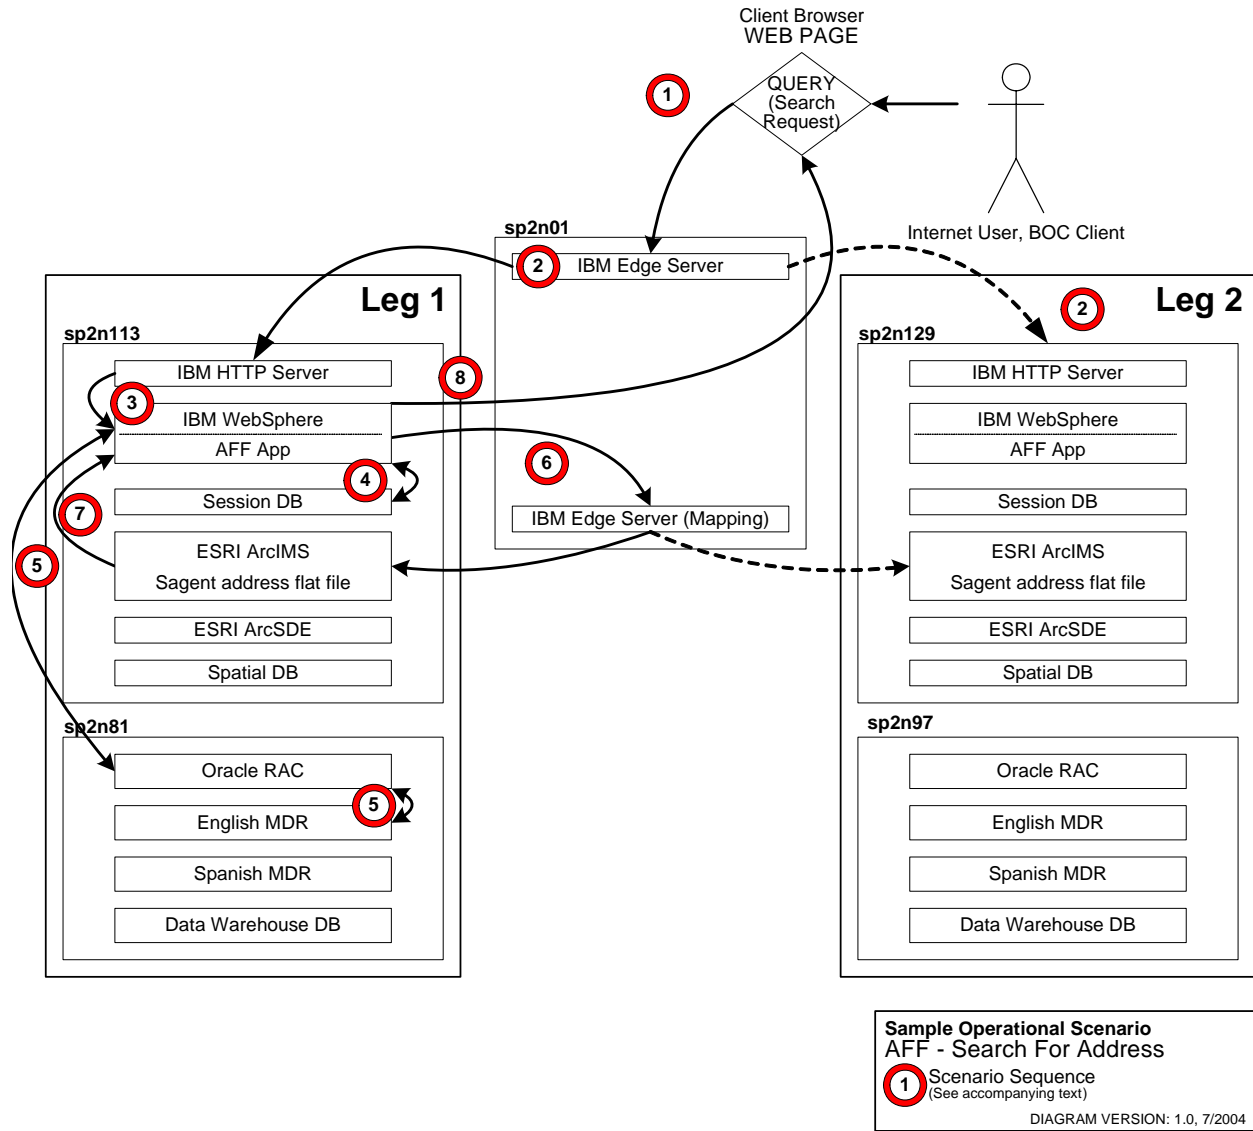 Client Browser
WEB PAGE
1
QUERY
(Search
Request)
Internet User, BOC Client
sp2n01
2
IBM Edge Server
6
IBM Edge Server (Mapping)
Leg 1
sp2n113
IBM HTTP Server
3
8
IBM WebSphere
AFF App
4
Session DB
7
5
ESRI ArcIMS
Sagent address flat file
ESRI ArcSDE
Spatial DB
sp2n81
Oracle RAC
5
English MDR
Spanish MDR
Data Warehouse DB
Leg 2
2
sp2n129
IBM HTTP Server
IBM WebSphere
AFF App
Session DB
ESRI ArcIMS
Sagent address flat file
ESRI ArcSDE
Spatial DB
sp2n97
Oracle RAC
English MDR
Spanish MDR
Data Warehouse DB
Sample Operational Scenario
AFF - Search For Address
1
Scenario Sequence
(See accompanying text)
DIAGRAM VERSION: 1.0, 7/2004